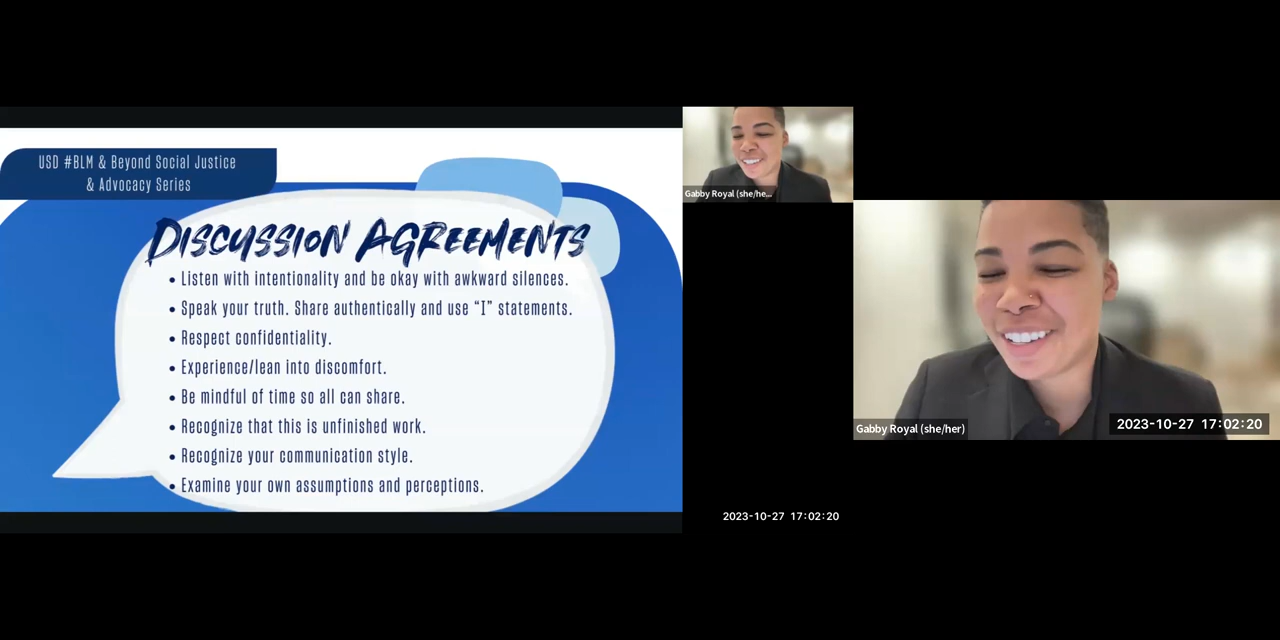 USD #BLM & Beyond Social Justice
& Advocacy Series
Discussion Agreements
• Listen with intentionality and be okay with awkward silences.
• Speak your truth. Share authentically and use “I” statements.
• Respect confidentiality.
• Experience/lean into discomfort.
• Be mindful of time so all can share.
• Recognize that this is unfinished work.
• Recognize your communication style.
• Examine your own assumptions and perceptions.
Gabby Royal (she/he...
2023-10-27 17:02:20
Gabby Royal (she/her)
2023-10-27 17:02:20